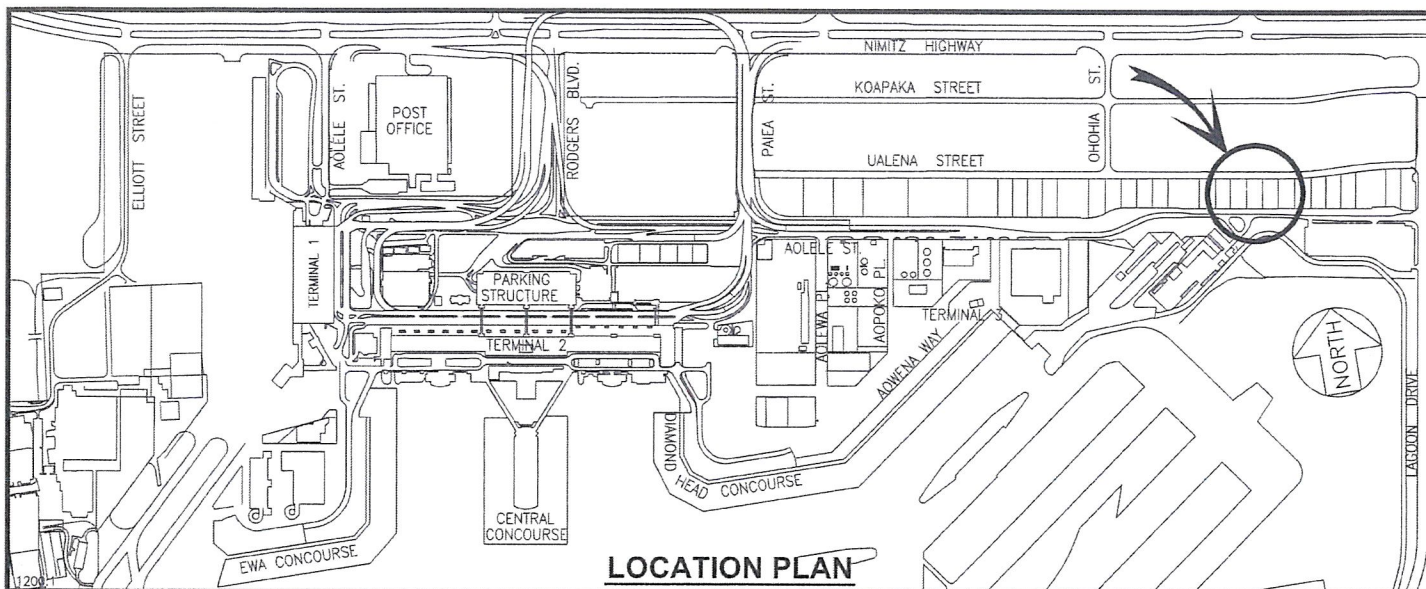 NIMITZ HIGHWAY
KOAPAKA STREET
UALENA STREET
ELLIOTT STREET
AOLELE ST.
POST
OFFICE
RODGERS BLVD.
PAIEA ST.
OHOHIA ST.
TERMINAL 1
PARKING
STRUCTURE
TERMINAL 2
AOLELE ST.
AOLEWA PL.
AOPOKO PL.
TERMINAL 3
AOWENA WAY
NORTH
LAGOON DRIVE
DIAMOND HEAD CONCOURSE
CENTRAL
CONCOURSE
EWA CONCOURSE
LOCATION PLAN
1200.1